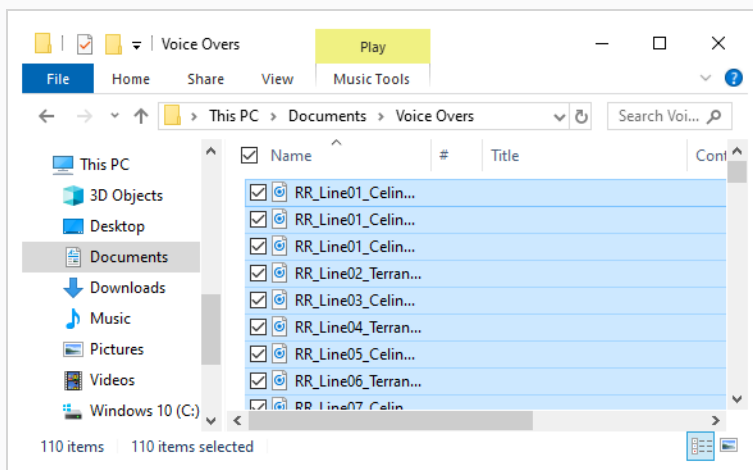 Voice Overs
Play
File
Home
Share
View
Music Tools
This PC
Documents
Voice Overs
Search Voi...
This PC
3D Objects
Desktop
Documents
Downloads
Music
Pictures
Videos
Windows 10 (C:)
Name
#
Title
Cont
RR_Line01_Celin...
RR_Line01_Celin...
RR_Line01_Celin...
RR_Line02_Terran...
RR_Line03_Celin...
RR_Line04_Terran...
RR_Line05_Celin...
RR_Line06_Terran...
RR_Line07_Celin
110 items
110 items selected